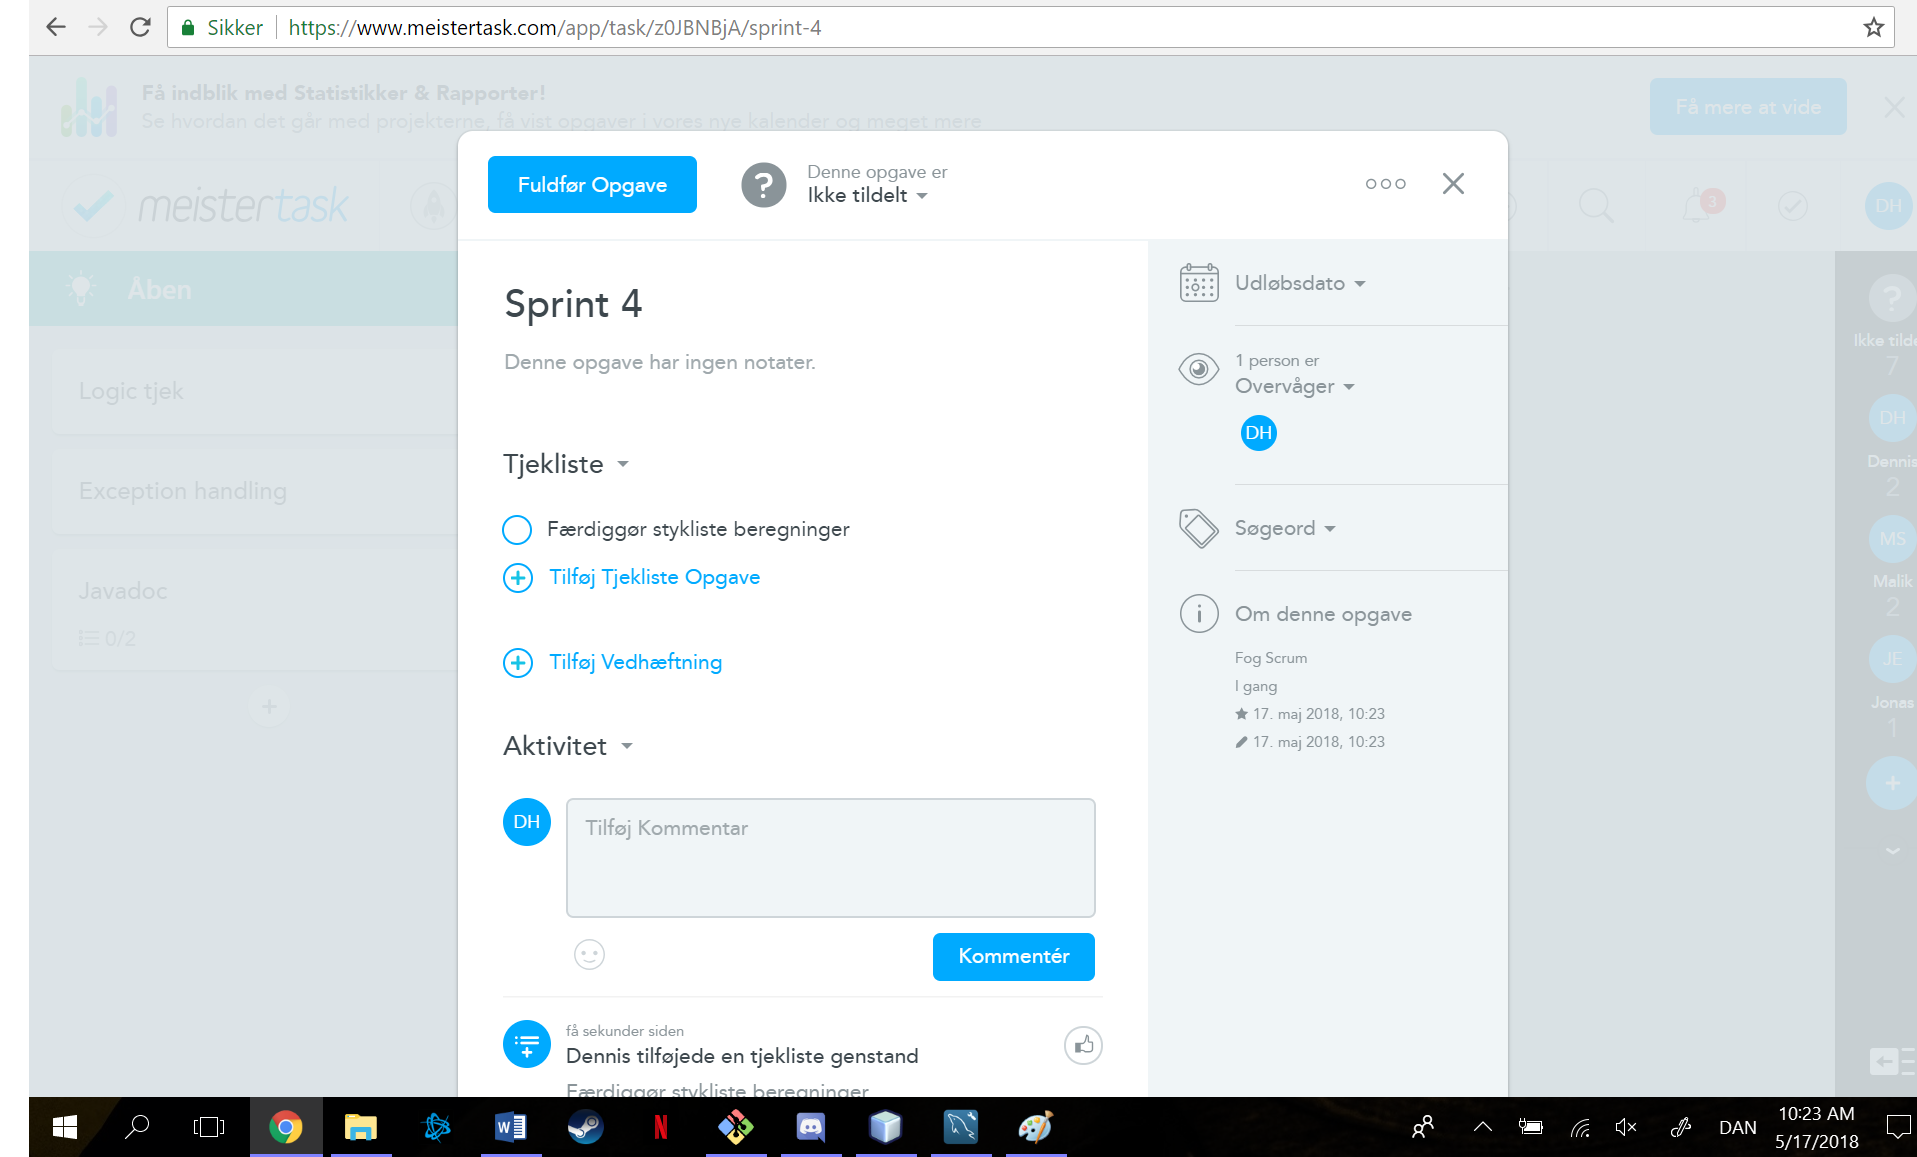 Sikker https://www.meistertask.com/app/task/z0JBNBjA/sprint-4
Få indblik med Statistikker & Rapporter!
Se hvordan det går med projekterne, få vist opgaver i vores nye kalender og meget mere
Få mere at vide
meistertask
3
DH
Fuldfør Opgave
Denne opgave er
Ikke tildelt
Åben
Logic tjek
Exception handling
Javadoc
0/2
Sprint 4
Denne opgave har ingen notater.
Tjekliste
Færdiggør stykliste beregninger
Tilføj Tjekliste Opgave
Tilføj Vedhæftning
Aktivitet
DH
Tilføj Kommentar
Kommentér
få sekunder siden
Dennis tilføjede en tjekliste genstand
Færdiggør stykliste beregninger
Udløbsdato
1 person er
Overvåger
DH
Søgeord
Om denne opgave
Fog Scrum
I gang
17. maj 2018, 10:23
17. maj 2018, 10:23
Ikke tilde
7
DH
Dennis
2
MS
Malik
2
JE
Jonas
1
DAN
10:23 AM
5/17/2018